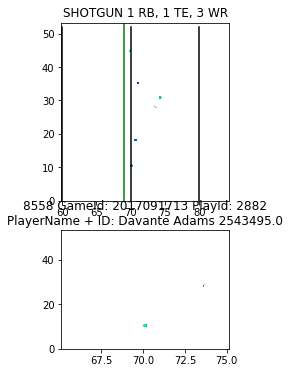 SHOTGUN 1 RB, 1 TE, 3 WR
50
40
30
20
10
0
60 65 70 75 80
8558 GameId: 2017091713 PlayId: 2882
PlayerName + ID: Davante Adams 2543495.0
40
20
0
67.5 70.0 72.5 75.0